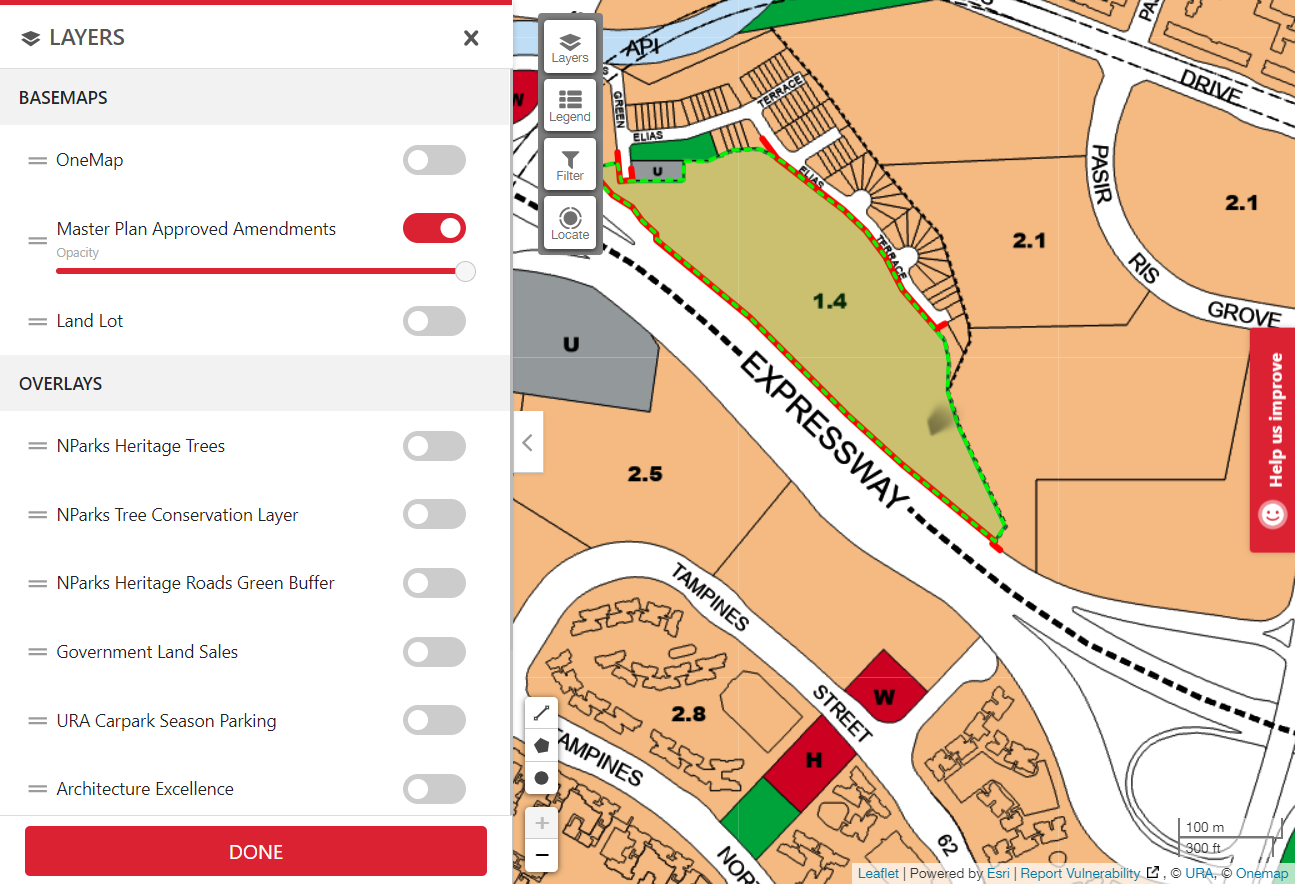 LAYERS
BASEMAPS
OneMap
Master Plan Approved Amendments
Opacity
Land Lot
OVERLAYS
NParks Heritage Trees
NParks Tree Conservation Layer
NParks Heritage Roads Green Buffer
Government Land Sales
URA Carpark Season Parking
Architecture Excellence
DONE
Layers
Legend
Filter
Locate
API
W
GREEN
ELIAS
TERRACE
U
ELIAS
TERRACE
DRIVE
PASIR
RIS
GROVE
2.1
2.1
1.4
U
EXPRESSWAY
2.5
Help us improve
TAMPINES
STREET
62
W
2.8
H
TAMPINES
+
−
100 m
300 ft
Leaflet | Powered by Esri | Report Vulnerability , © URA, © Onemap